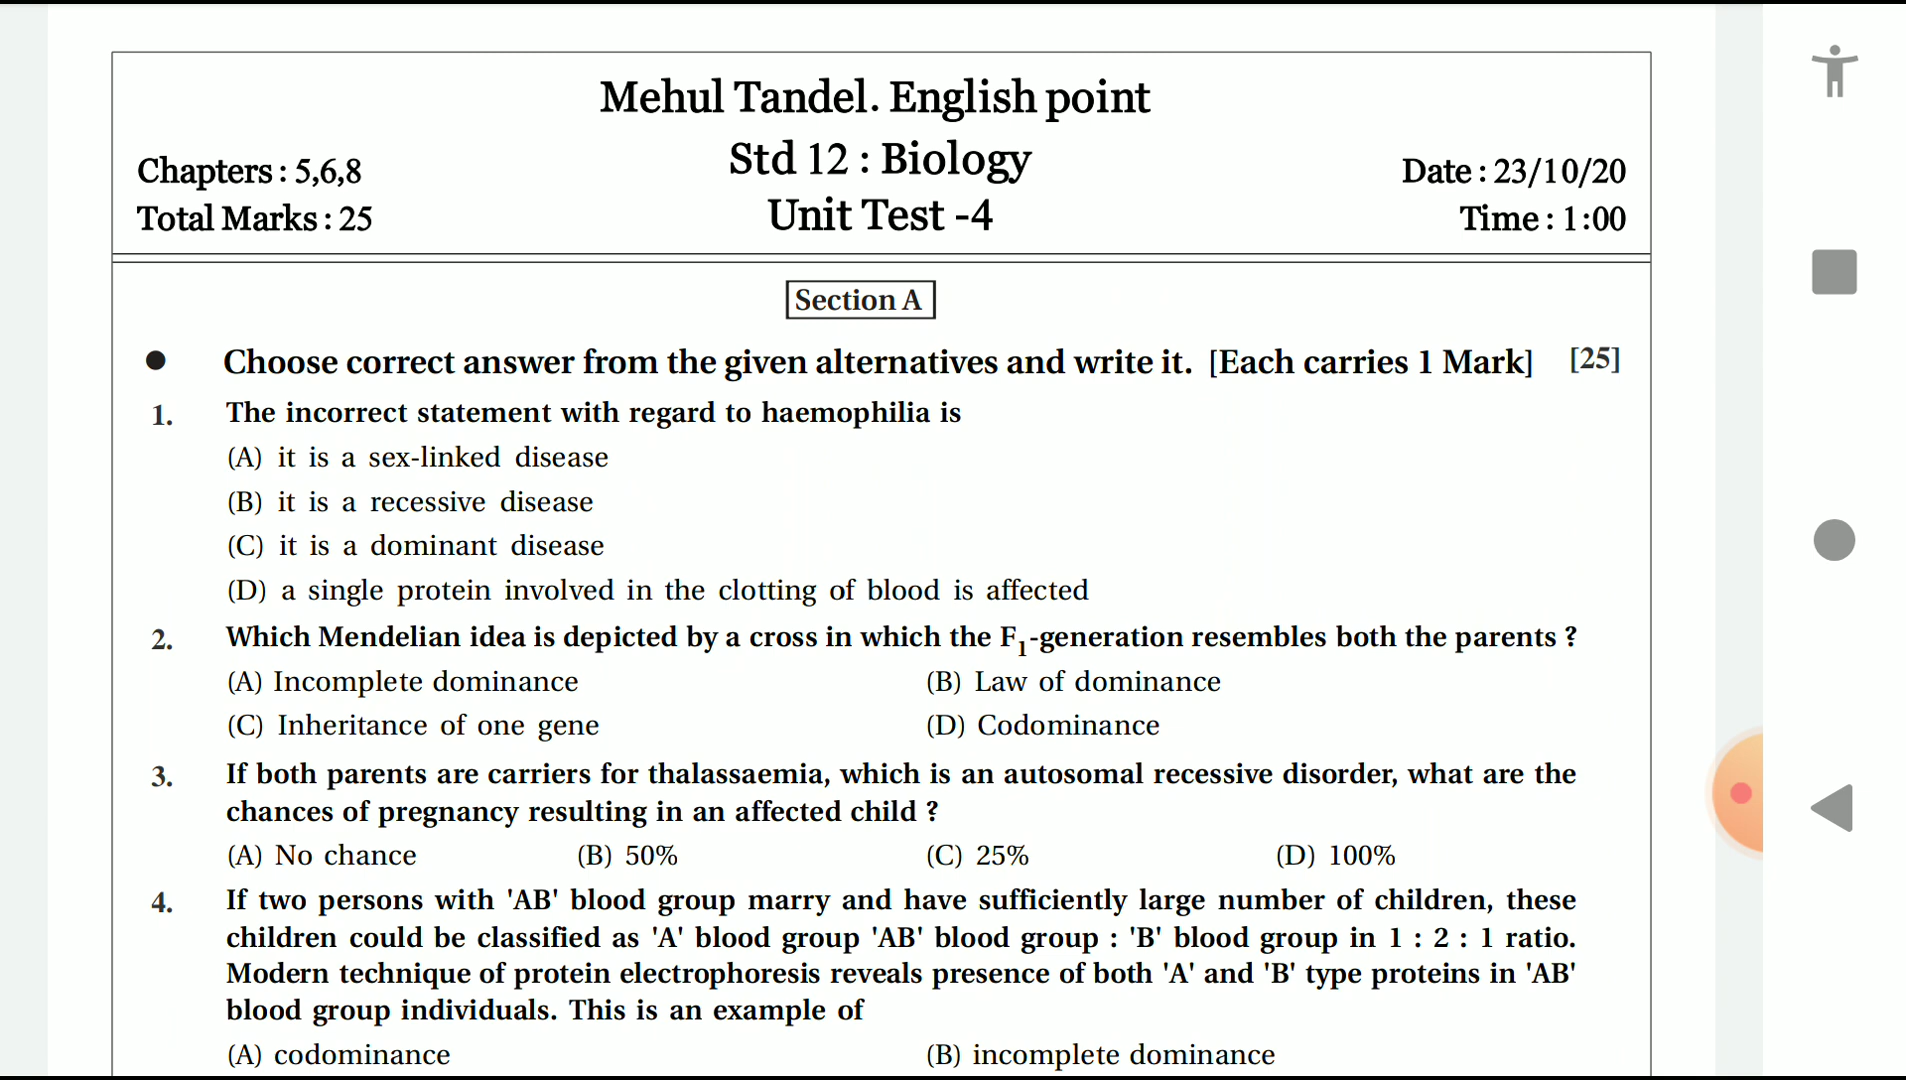 Mehul Tandel. English point
Chapters : 5,6,8
Std 12 : Biology
Date : 23/10/20
Total Marks : 25
Unit Test -4
Time : 1:00
Section A
● Choose correct answer from the given alternatives and write it. [Each carries 1 Mark] [25]
1. The incorrect statement with regard to haemophilia is
(A) it is a sex-linked disease
(B) it is a recessive disease
(C) it is a dominant disease
(D) a single protein involved in the clotting of blood is affected
2. Which Mendelian idea is depicted by a cross in which the F₁-generation resembles both the parents ?
(A) Incomplete dominance (B) Law of dominance
(C) Inheritance of one gene (D) Codominance
3. If both parents are carriers for thalassaemia, which is an autosomal recessive disorder, what are the
chances of pregnancy resulting in an affected child ?
(A) No chance (B) 50% (C) 25% (D) 100%
4. If two persons with 'AB' blood group marry and have sufficiently large number of children, these
children could be classified as 'A' blood group 'AB' blood group : 'B' blood group in 1 : 2 : 1 ratio.
Modern technique of protein electrophoresis reveals presence of both 'A' and 'B' type proteins in 'AB'
blood group individuals. This is an example of
(A) codominance (B) incomplete dominance